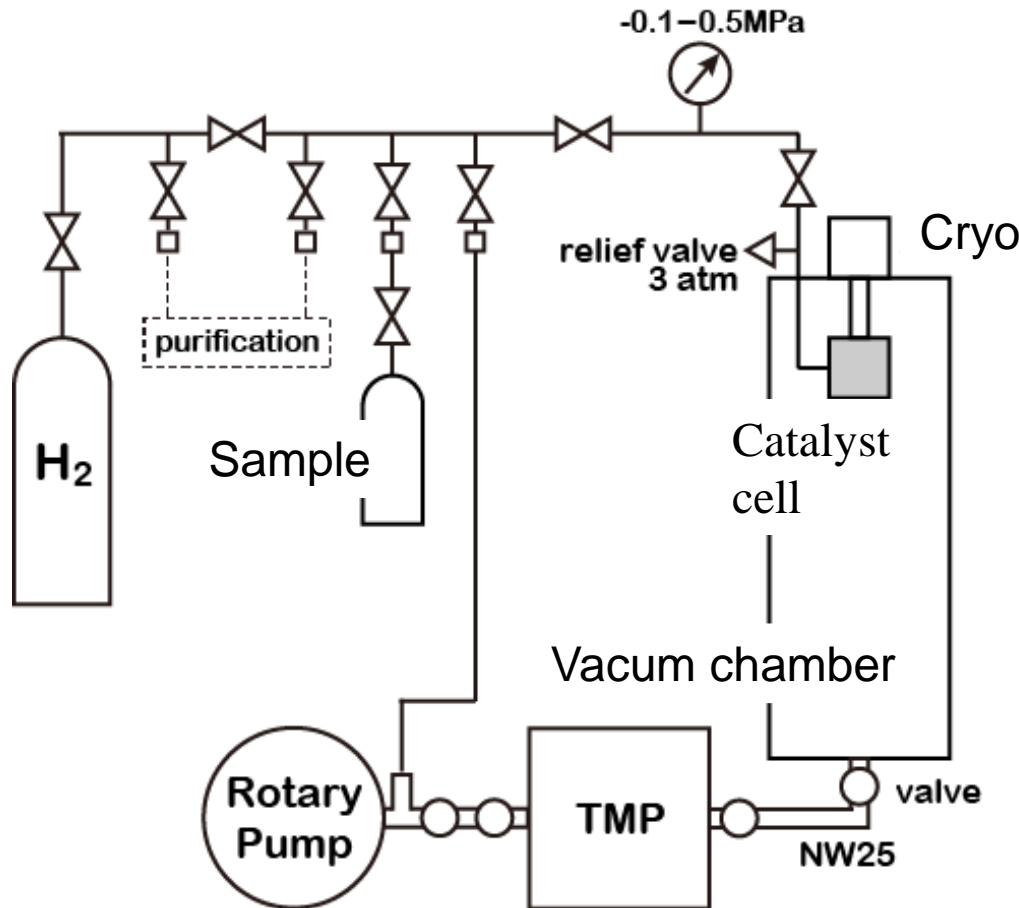 -0.1–0.5MPa
Cryo
relief valve
3 atm
purification
H2
Sample
Catalyst
cell
Vacum chamber
Rotary
Pump
TMP
valve
NW25